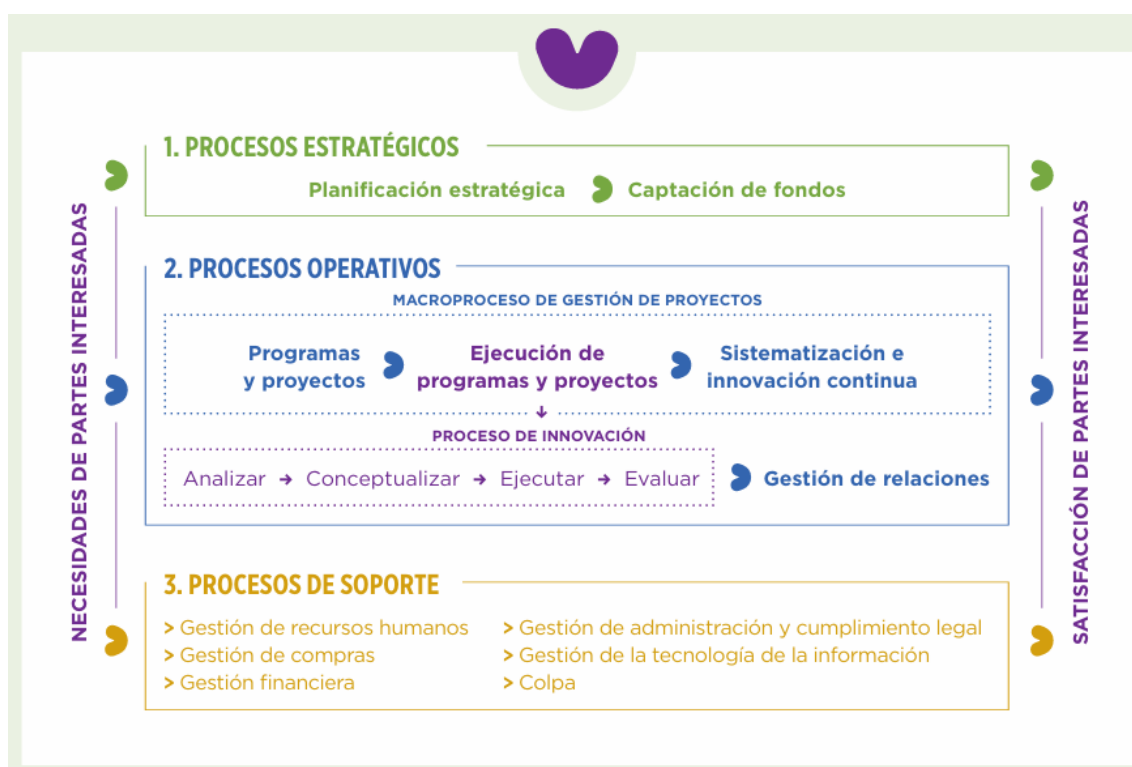 NECESIDADES DE PARTES INTERESADAS
1. PROCESOS ESTRATÉGICOS
Planificación estratégica Captación de fondos
2. PROCESOS OPERATIVOS
MACROPROCESO DE GESTIÓN DE PROYECTOS
Programas
y proyectos
Ejecución de
programas y proyectos
Sistematización e
innovación continua
PROCESO DE INNOVACIÓN
Analizar → Conceptualizar → Ejecutar → Evaluar
Gestión de relaciones
3. PROCESOS DE SOPORTE
> Gestión de recursos humanos
> Gestión de compras
> Gestión financiera
> Gestión de administración y cumplimiento legal
> Gestión de la tecnología de la información
> Colpa
SATISFACCIÓN DE PARTES INTERESADAS